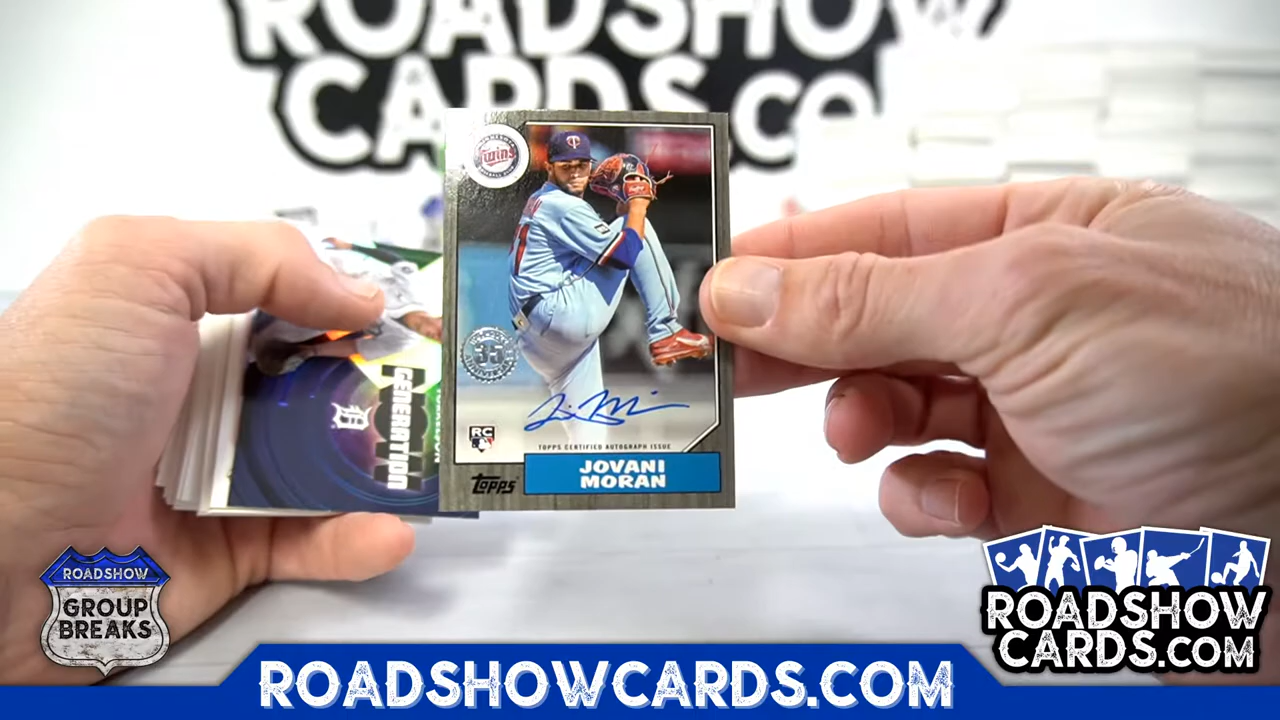 ROADSHOW
CARDS.CO
Twins
35
RC
TOPPS CERTIFIED AUTOGRAPH ISSUE
JOVANI
MORAN
Topps
GENERATION
ROADSHOW
GROUP
BREAKS
ROADSHOW
CARDS.COM
ROADSHOWCARDS.COM